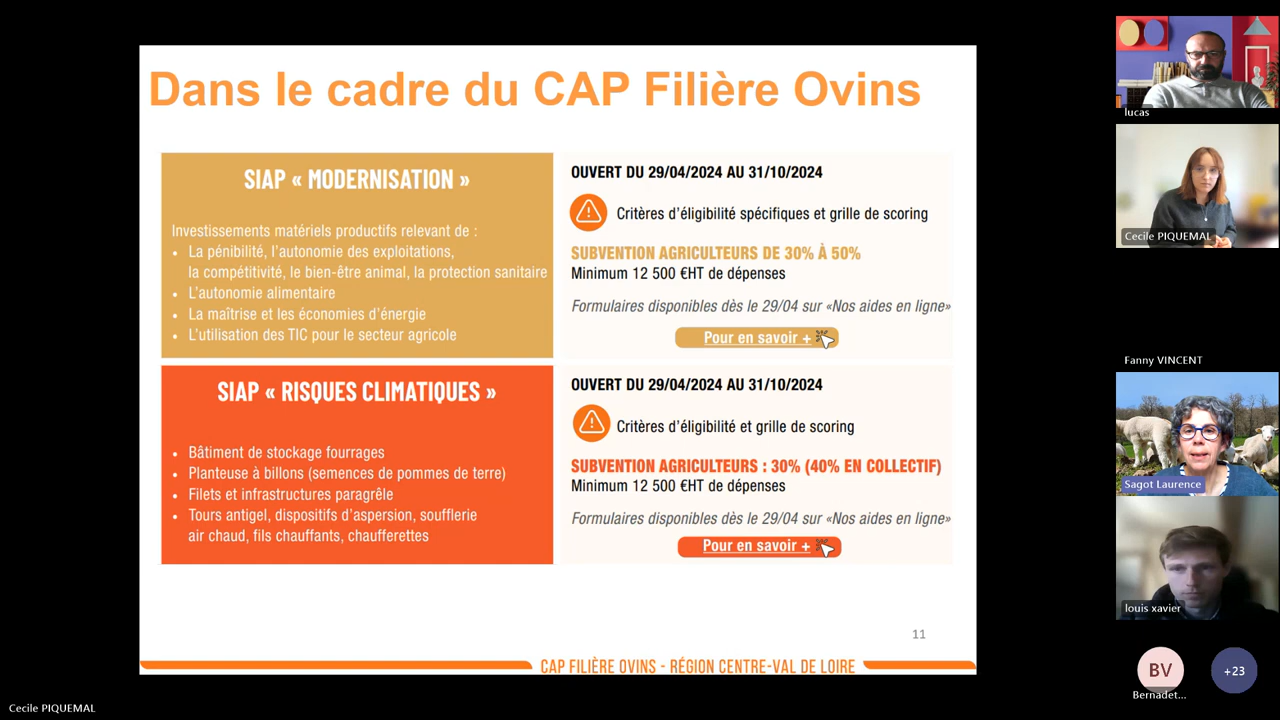 Dans le cadre du CAP Filière Ovins
SIAP « MODERNISATION »
Investissements matériels productifs relevant de :
• La pénibilité, l'autonomie des exploitations,
la compétitivité, le bien-être animal, la protection sanitaire
• L'autonomie alimentaire
• La maîtrise et les économies d'énergie
• L'utilisation des TIC pour le secteur agricole
OUVERT DU 29/04/2024 AU 31/10/2024
Critères d'éligibilité spécifiques et grille de scoring
SUBVENTION AGRICULTEURS DE 30% À 50%
Minimum 12 500 €HT de dépenses
Formulaires disponibles dès le 29/04 sur «Nos aides en ligne»
Pour en savoir +
SIAP « RISQUES CLIMATIQUES »
• Bâtiment de stockage fourrages
• Planteuse à billons (semences de pommes de terre)
• Filets et infrastructures paragrêle
• Tours antigel, dispositifs d'aspersion, soufflerie
air chaud, fils chauffants, chaufferettes
OUVERT DU 29/04/2024 AU 31/10/2024
Critères d'éligibilité et grille de scoring
SUBVENTION AGRICULTEURS : 30% (40% EN COLLECTIF)
Minimum 12 500 €HT de dépenses
Formulaires disponibles dès le 29/04 sur «Nos aides en ligne»
Pour en savoir +
11
CAP FILIÈRE OVINS - RÉGION CENTRE-VAL DE LOIRE
Cecile PIQUEMAL
lucas
Cecile PIQUEMAL
Fanny VINCENT
Sagot Laurence
louis xavier
BV
Bernadet...
+23